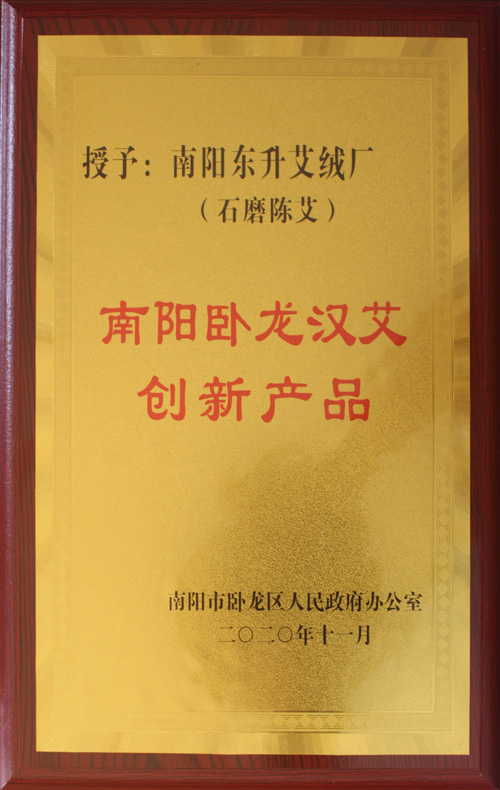 授予：南阳东升艾绒厂
（石磨陈艾）
南阳卧龙汉艾
创新产品
南阳市卧龙区人民政府办公室
二〇二〇年十一月